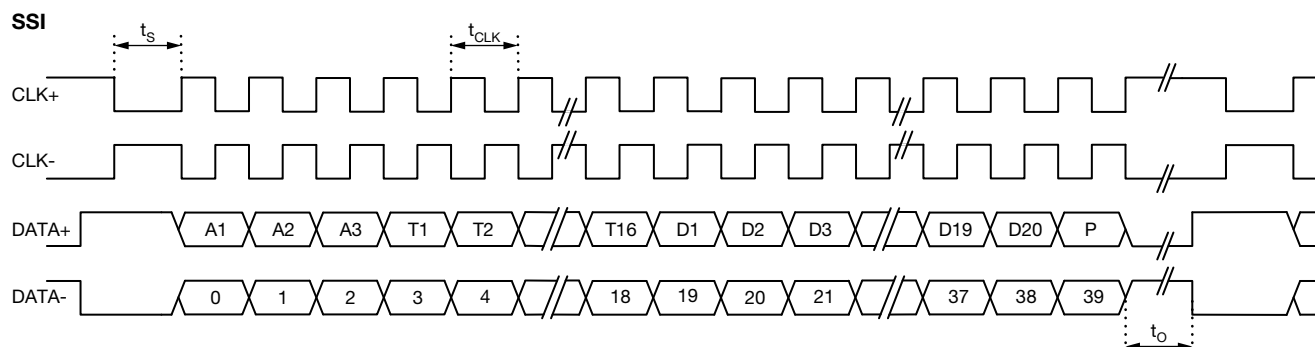 SSI
tS tCLK
CLK+
CLK-
DATA+ A1 A2 A3 T1 T2 T16 D1 D2 D3 D19 D20 P
DATA- 0 1 2 3 4 18 19 20 21 37 38 39
tO